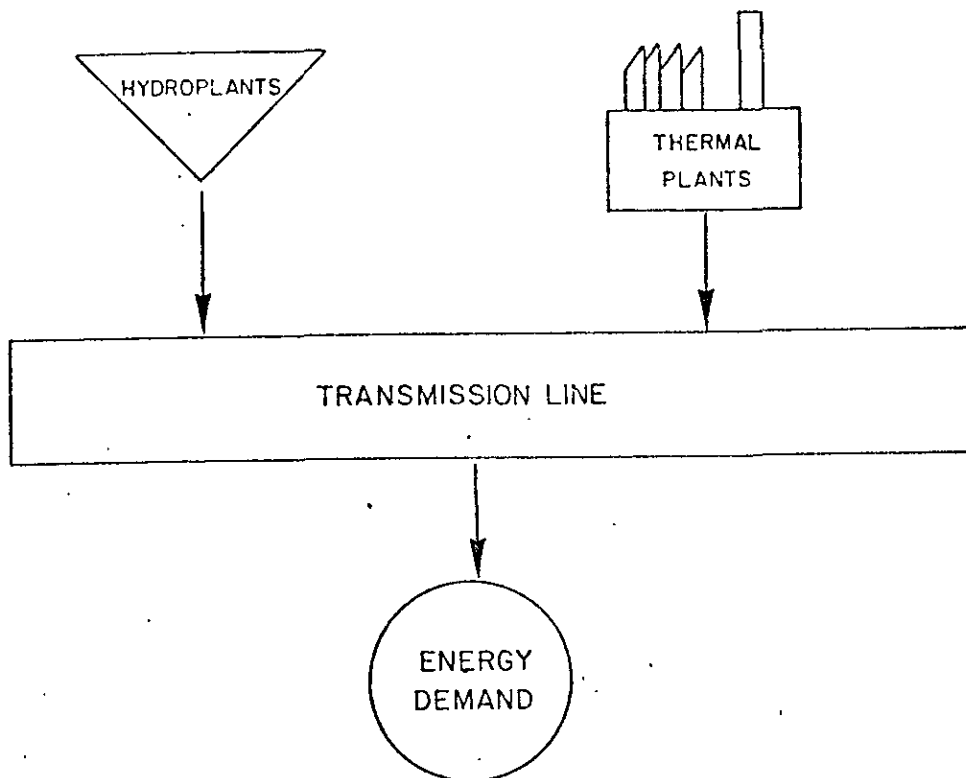 HYDROPLANTS
THERMAL
PLANTS
TRANSMISSION LINE
ENERGY
DEMAND